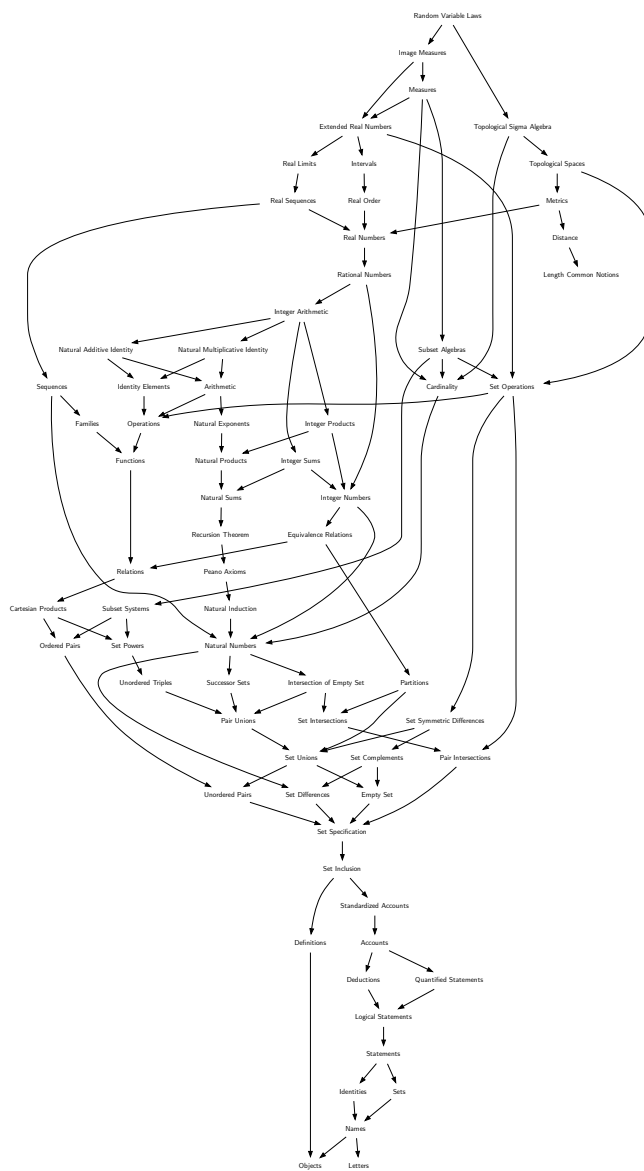 Random Variable Laws
Image Measures
Measures
Extended Real Numbers
Topological Sigma Algebra
Real Limits
Intervals
Topological Spaces
Real Sequences
Real Order
Metrics
Real Numbers
Distance
Rational Numbers
Length Common Notions
Integer Arithmetic
Natural Additive Identity
Natural Multiplicative Identity
Subset Algebras
Sequences
Identity Elements
Arithmetic
Cardinality
Set Operations
Families
Operations
Natural Exponents
Integer Products
Functions
Natural Products
Integer Sums
Natural Sums
Integer Numbers
Recursion Theorem
Equivalence Relations
Relations
Peano Axioms
Cartesian Products
Subset Systems
Natural Induction
Ordered Pairs
Set Powers
Natural Numbers
Unordered Triples
Successor Sets
Intersection of Empty Set
Partitions
Pair Unions
Set Intersections
Set Symmetric Differences
Set Unions
Set Complements
Pair Intersections
Unordered Pairs
Set Differences
Empty Set
Set Specification
Set Inclusion
Standardized Accounts
Definitions
Accounts
Deductions
Quantified Statements
Logical Statements
Statements
Identities
Sets
Names
Objects
Letters